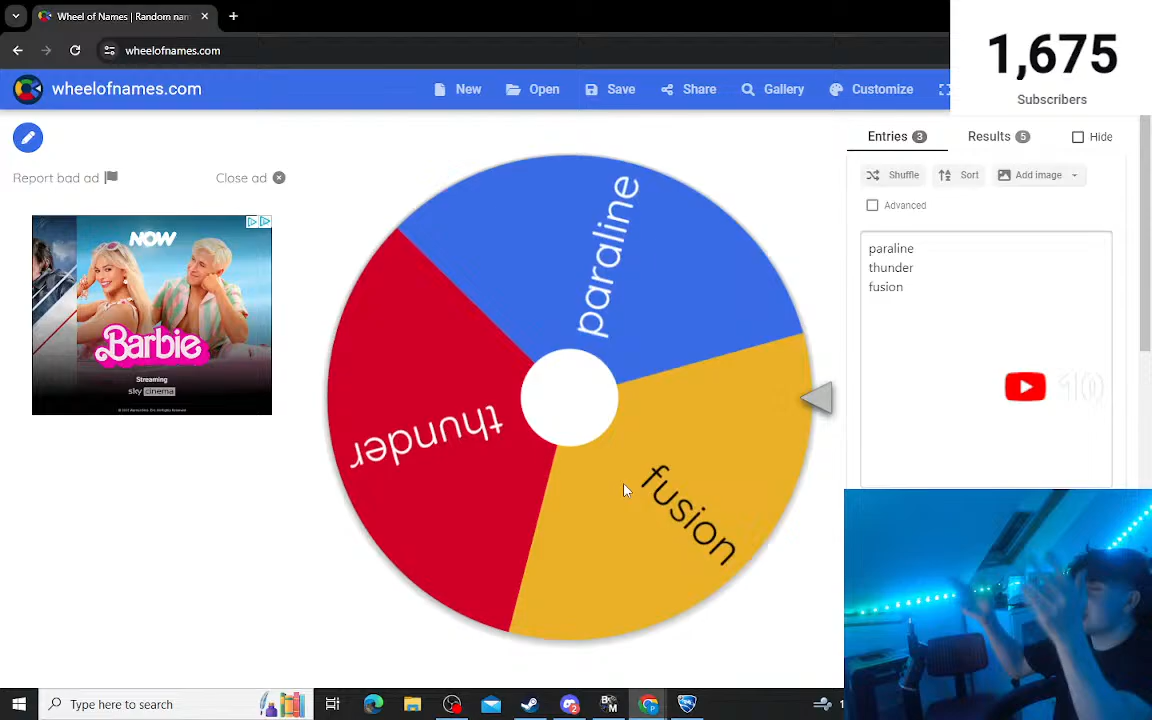 Wheel of Names | Random nam
wheelofnames.com
1,675
Subscribers
wheelofnames.com
New
Open
Save
Share
Gallery
Customize
Entries 3
Results 5
Hide
Report bad ad
Close ad
Shuffle
Sort
Add image
Advanced
paraline
thunder
fusion
NOW
Barbie
Streaming
sky cinema
paraline
thunder
fusion
10
Type here to search